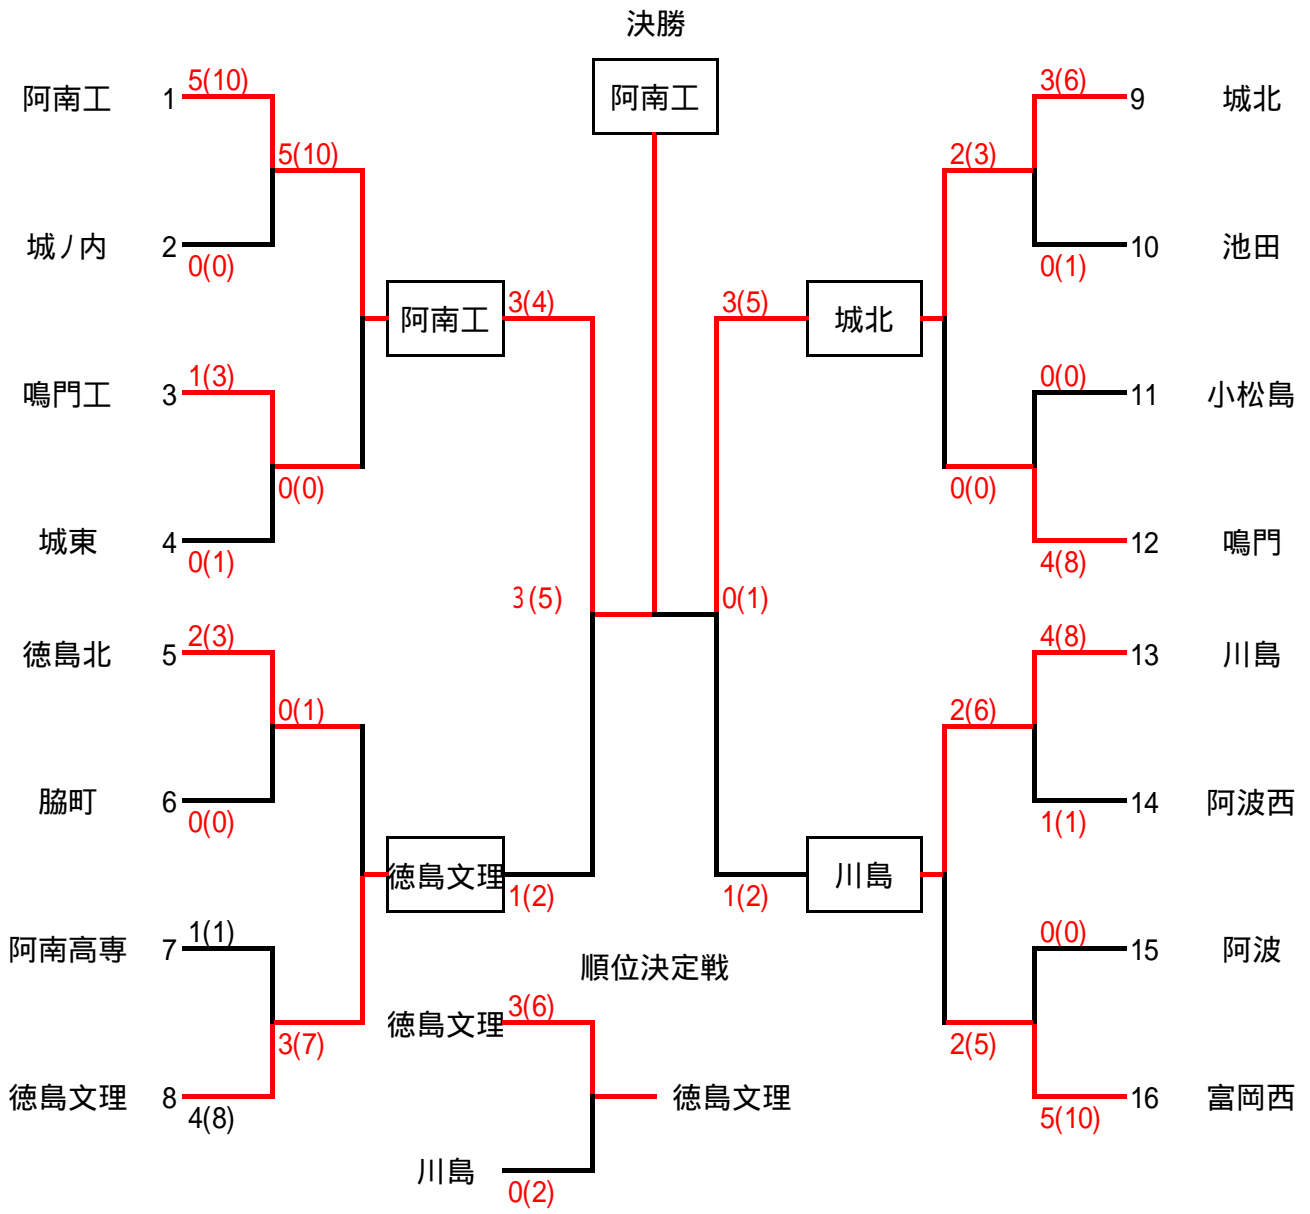 決勝
阿南工
阿南工 1 5(10)
5(10)
城ノ内 2 0(0)
阿南工 3(4)
鳴門工 3 1(3)
0(0)
城東 4 0(1)
3(5)
徳島北 5 2(3)
0(1)
脇町 6 0(0)
徳島文理 1(2)
阿南高専 7 1(1)
3(7)
徳島文理 8 4(8)
3(6) 9 城北
2(3)
0(1) 10 池田
3(5) 城北
0(0) 11 小松島
0(0)
4(8) 12 鳴門
0(1)
4(8) 13 川島
2(6)
1(1) 14 阿波西
1(2) 川島
0(0) 15 阿波
2(5)
5(10) 16 富岡西
順位決定戦
徳島文理 3(6)
徳島文理
川島 0(2)